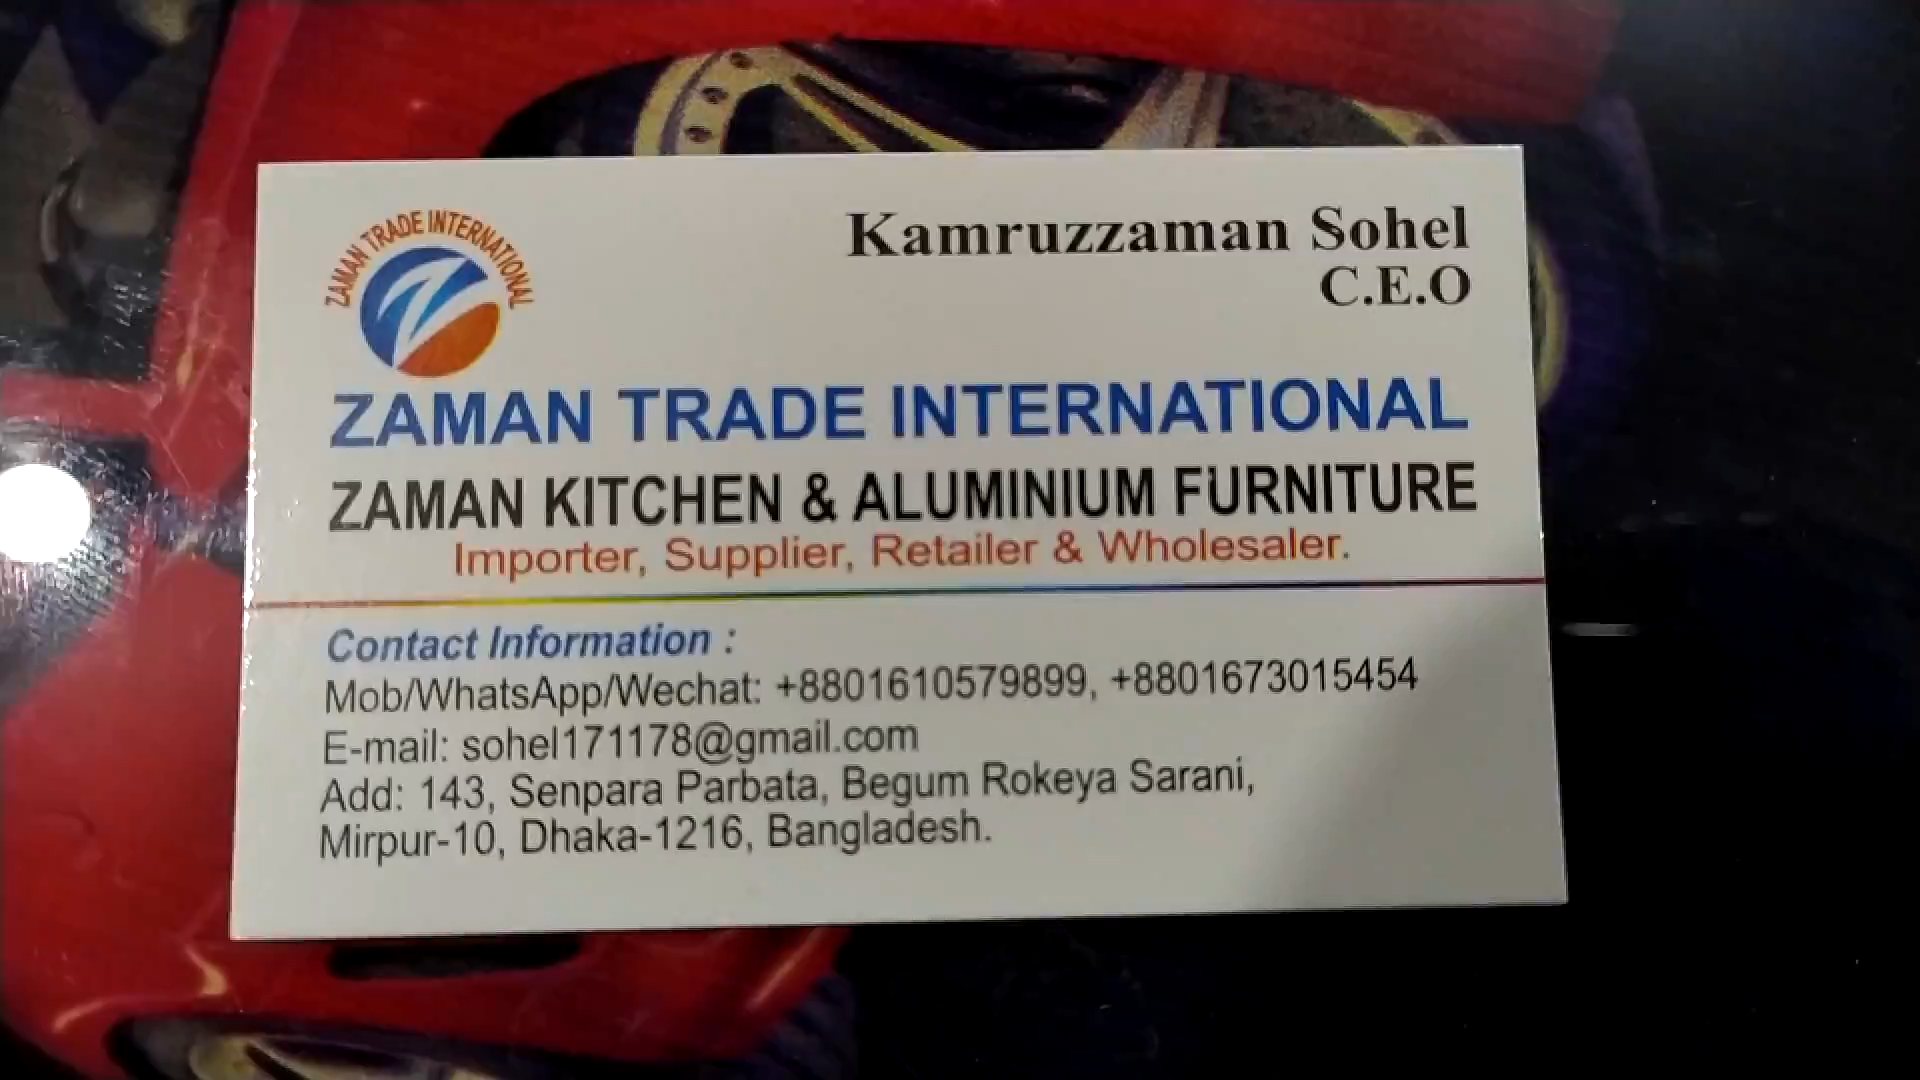 ZAMAN TRADE INTERNATIONAL
Kamruzzaman Sohel
C.E.O
ZAMAN TRADE INTERNATIONAL
ZAMAN KITCHEN & ALUMINIUM FURNITURE
Importer, Supplier, Retailer & Wholesaler.
Contact Information :
Mob/WhatsApp/Wechat: +8801610579899, +8801673015454
E-mail: sohel171178@gmail.com
Add: 143, Senpara Parbata, Begum Rokeya Sarani,
Mirpur-10, Dhaka-1216, Bangladesh.